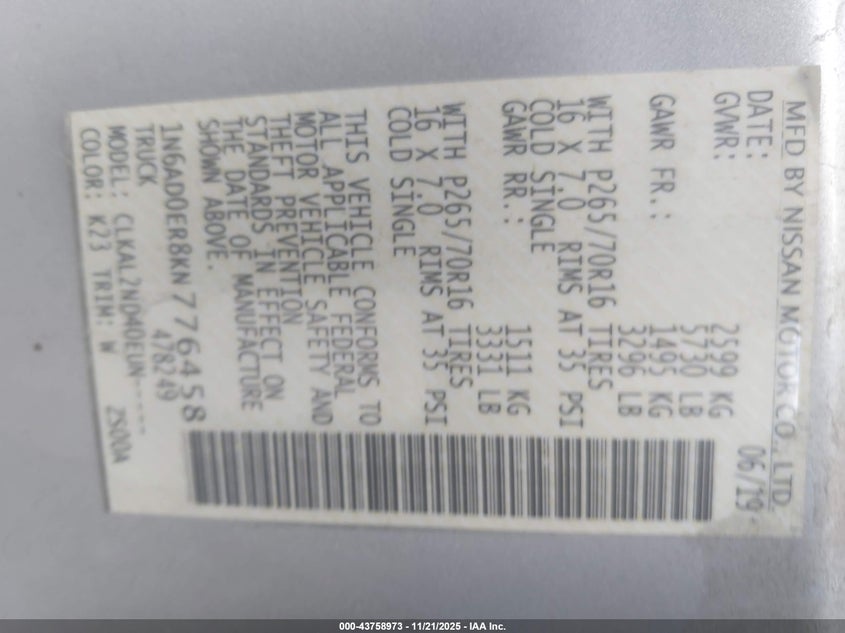 MFD BY NISSAN MOTOR CO., LTD.
DATE: 06/19
GVWR: 2599 KG
5730 LB
GAWR FR.: 1495 KG
3296 LB
WITH P265/70R16 TIRES
16 X 7.0 RIMS AT 35 PSI
COLD SINGLE
GAWR RR.: 1511 KG
3331 LB
WITH P265/70R16 TIRES
16 X 7.0 RIMS AT 35 PSI
COLD SINGLE
THIS VEHICLE CONFORMS TO
ALL APPLICABLE FEDERAL
MOTOR VEHICLE SAFETY AND
THEFT PREVENTION
STANDARDS IN EFFECT ON
THE DATE OF MANUFACTURE
SHOWN ABOVE.
1N6AD0ER8KN776458
TRUCK 478249
MODEL: CLKAL2ND40EUN-----
COLOR: K23 TRIM: W 2S00A
000-43758973 - 11/21/2025 - IAA Inc.